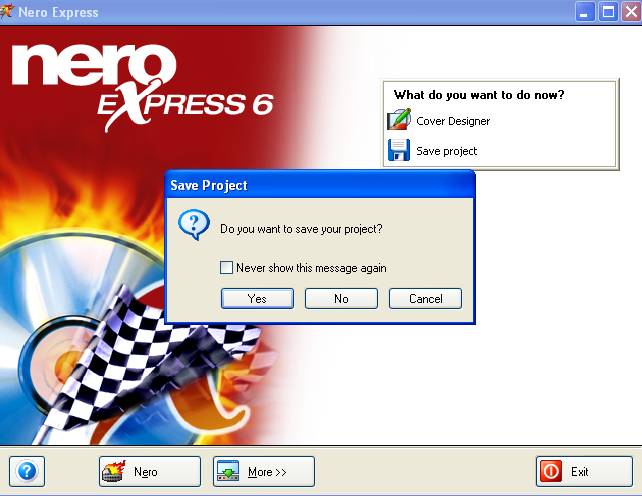 Nero Express
nero
EXPRESS 6
What do you want to do now?
Cover Designer
Save project
Save Project
?
Do you want to save your project?
Never show this message again
Yes No Cancel
? Nero More >> Exit